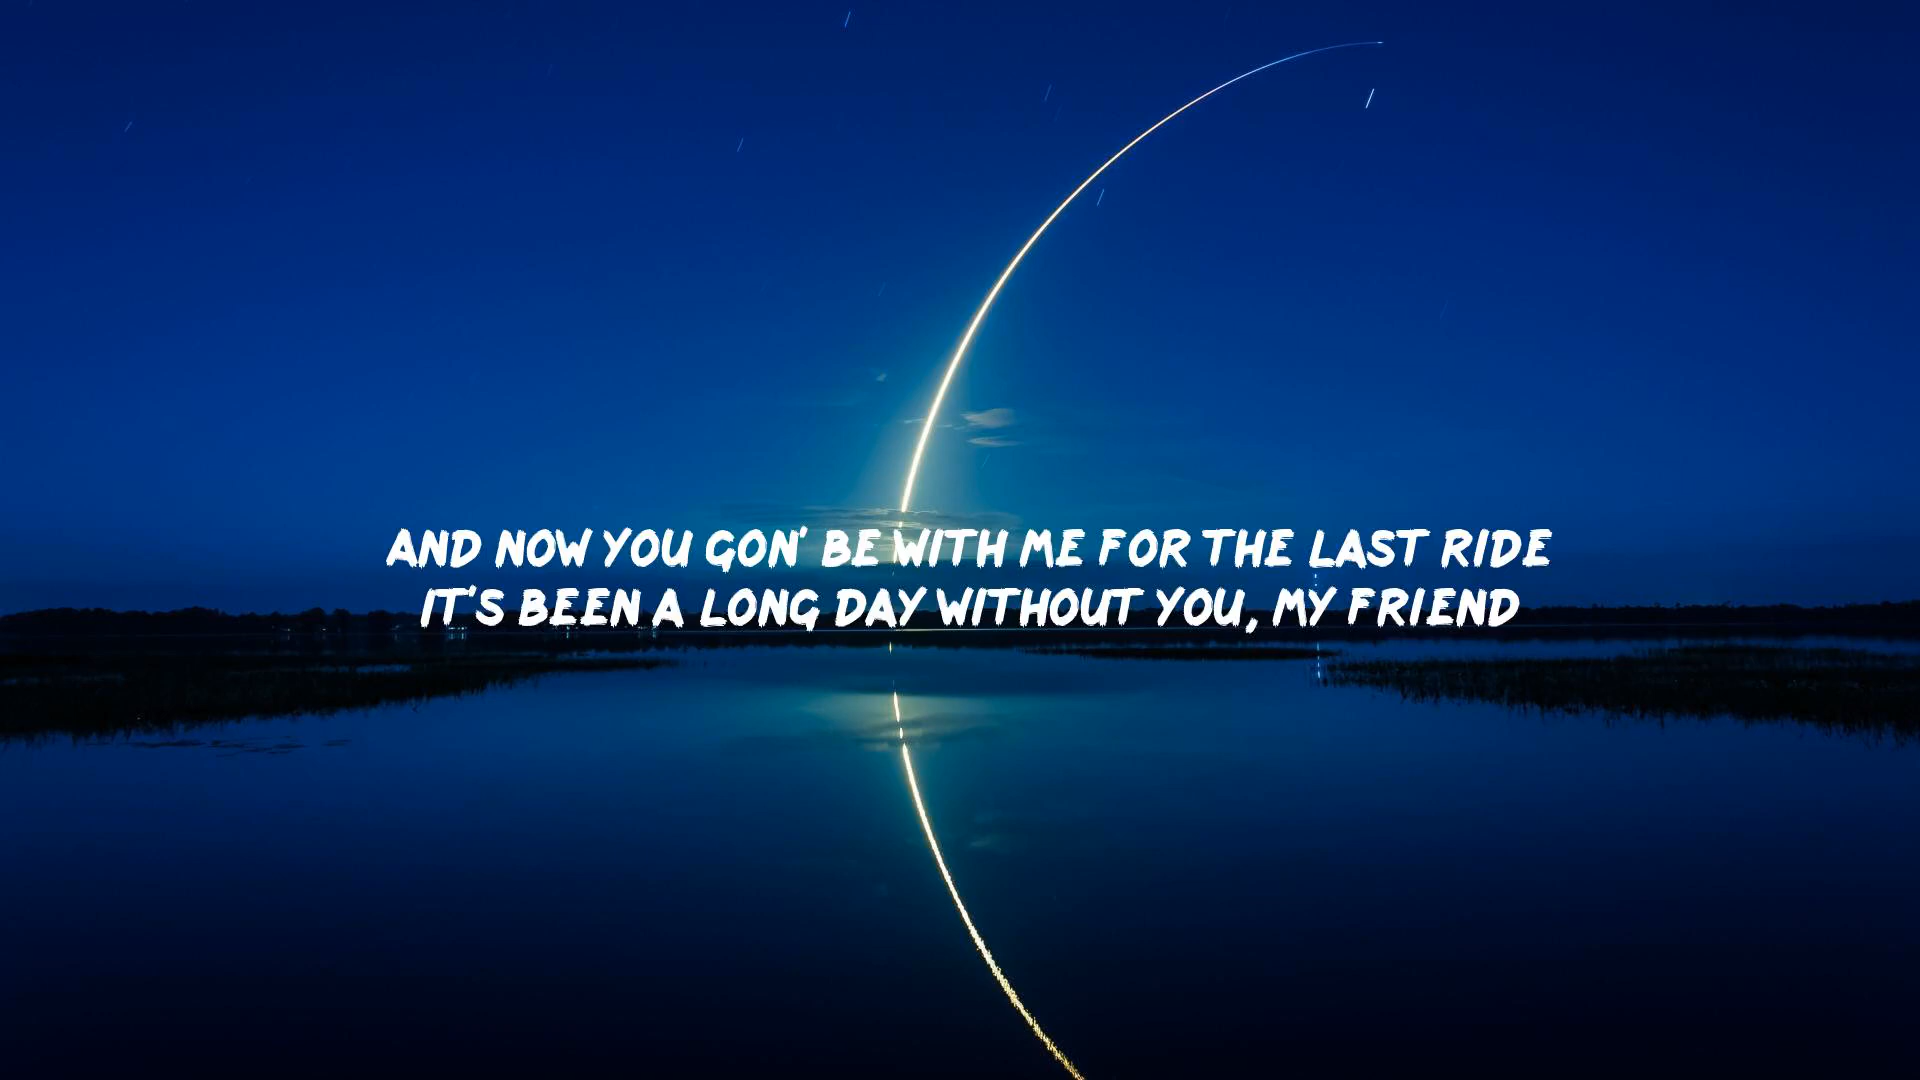 AND NOW YOU GON' BE WITH ME FOR THE LAST RIDE
IT'S BEEN A LONG DAY WITHOUT YOU, MY FRIEND